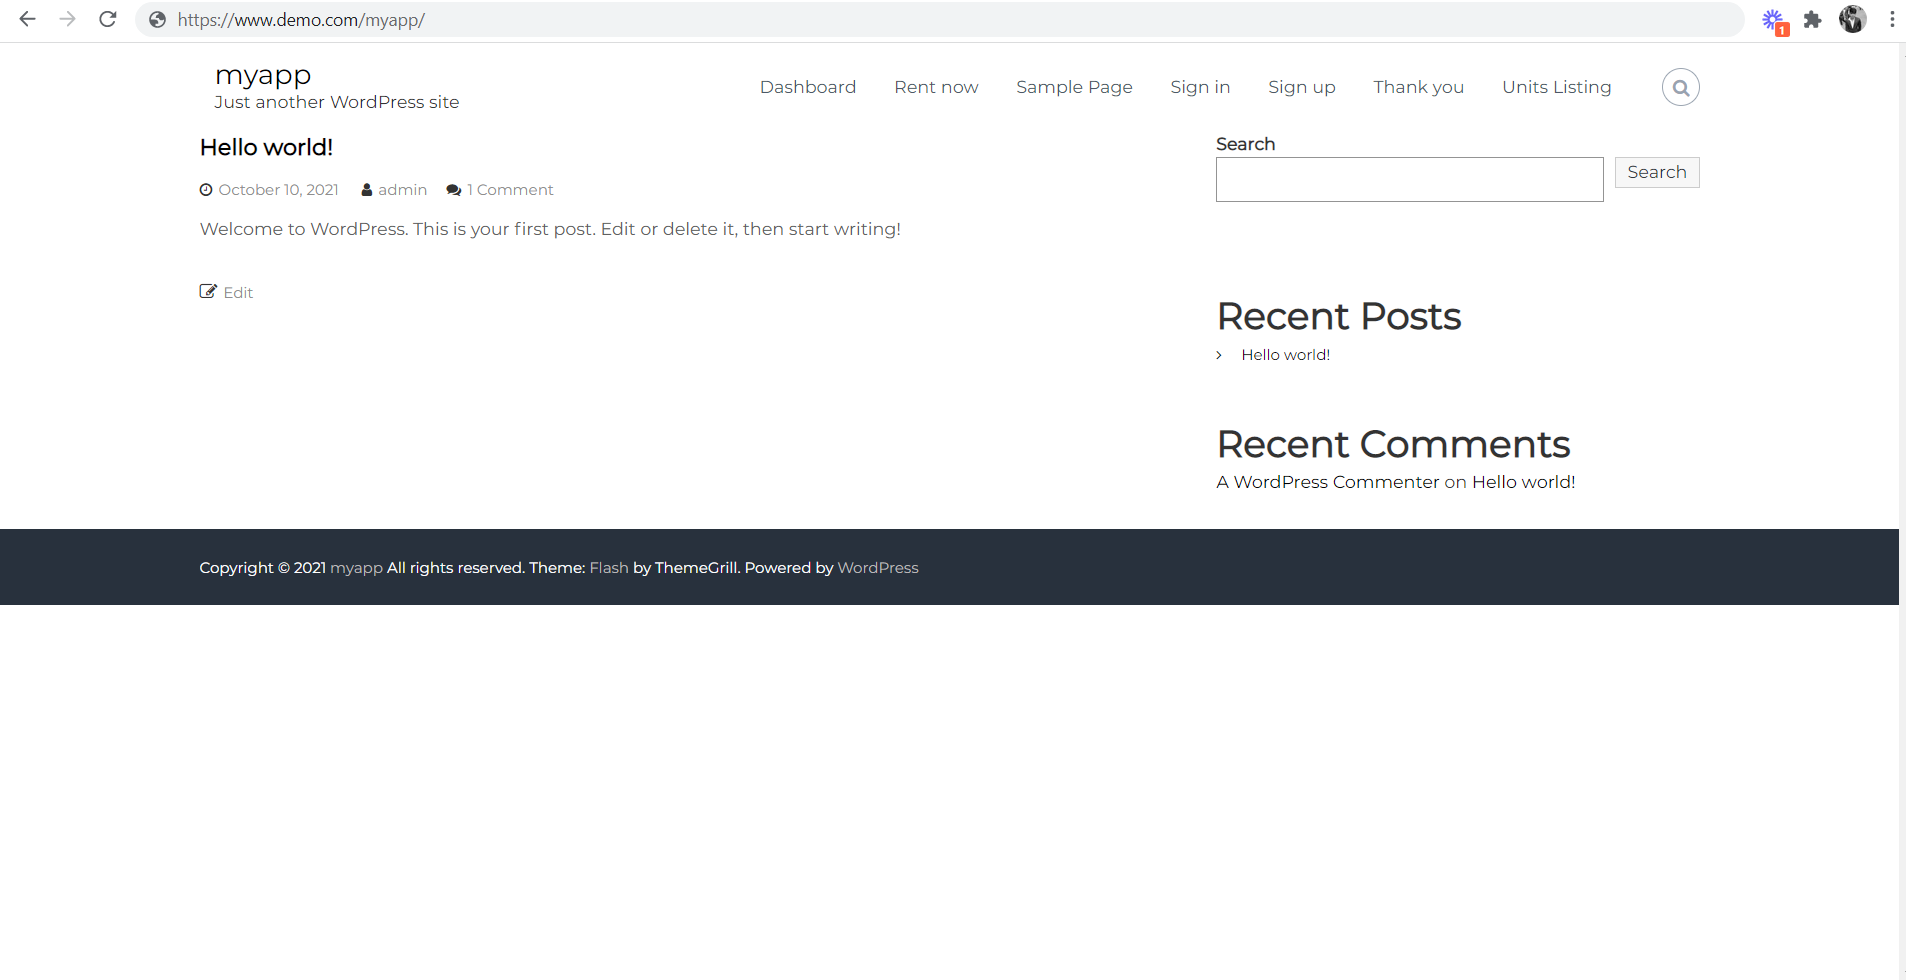 https://www.demo.com/myapp/
1
myapp
Just another WordPress site
Dashboard Rent now Sample Page Sign in Sign up Thank you Units Listing
Hello world!
October 10, 2021 admin 1 Comment
Welcome to WordPress. This is your first post. Edit or delete it, then start writing!
Edit
Search
Search
Recent Posts
Hello world!
Recent Comments
A WordPress Commenter on Hello world!
Copyright © 2021 myapp All rights reserved. Theme: Flash by ThemeGrill. Powered by WordPress